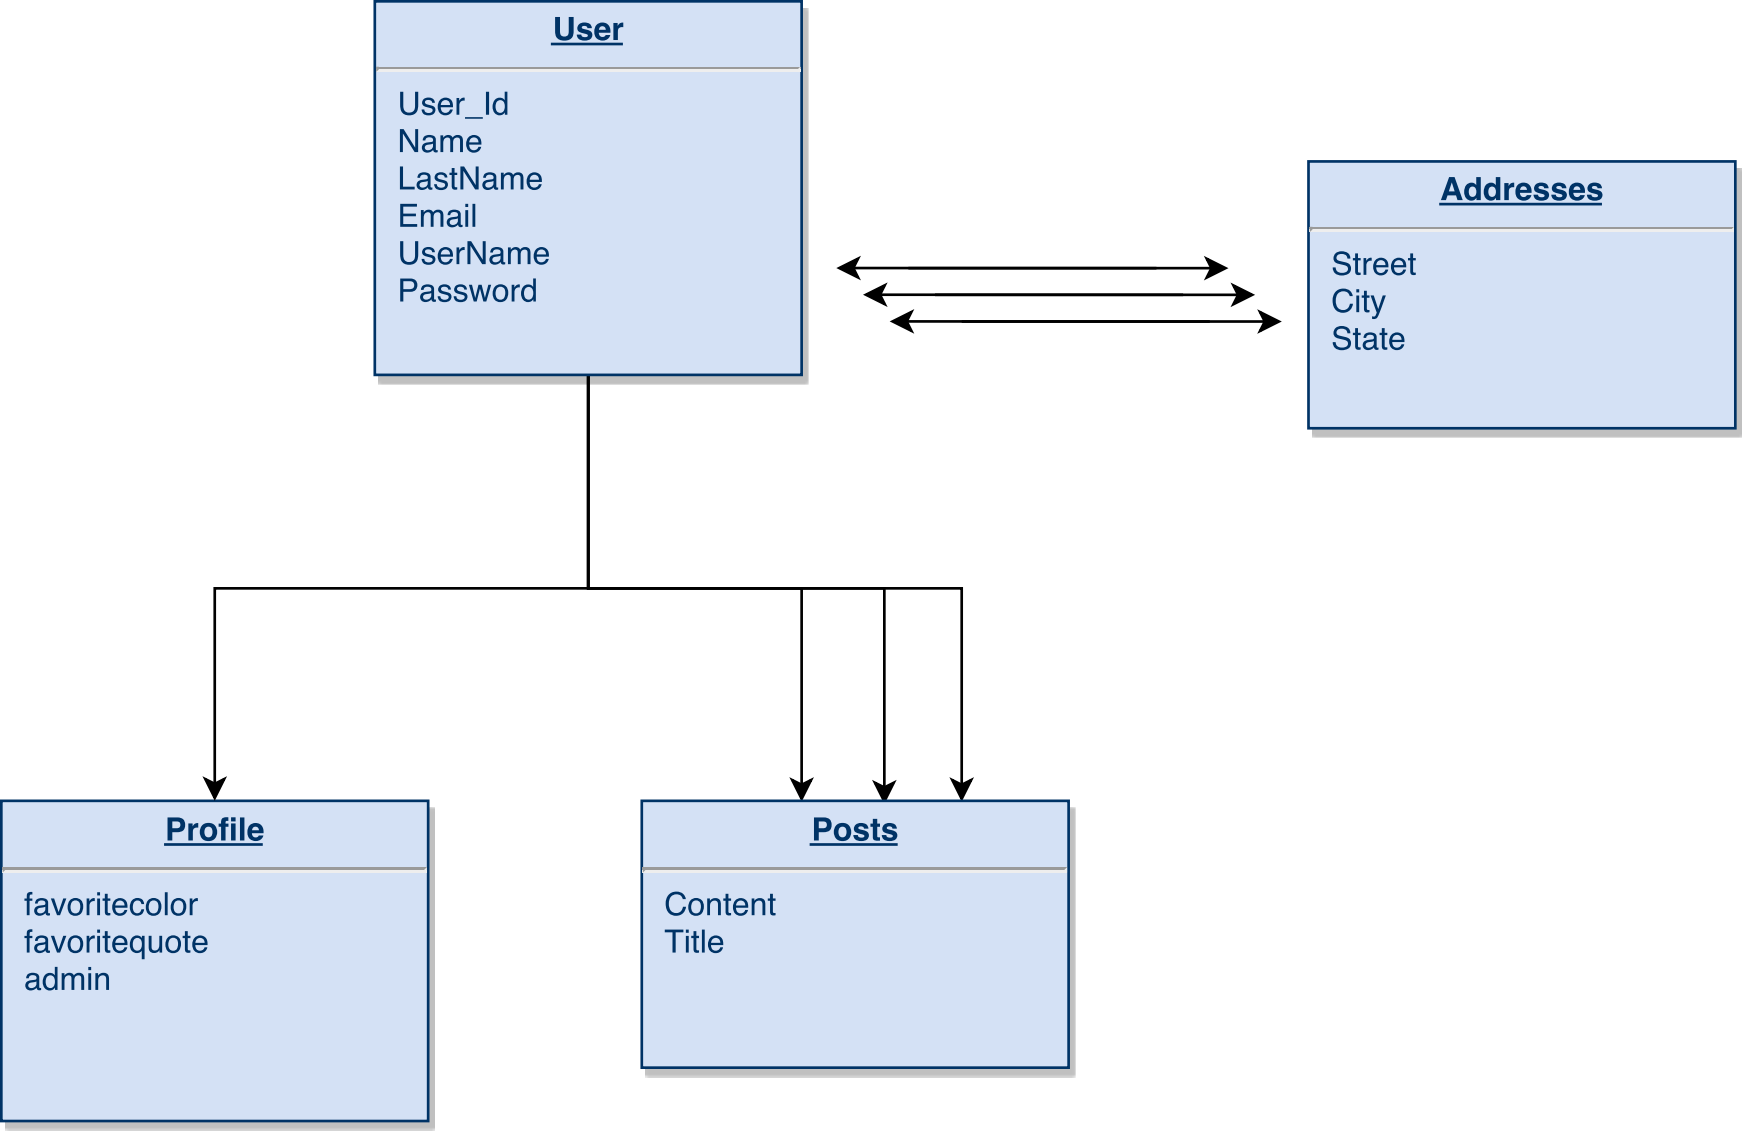 User
User_Id
Name
LastName
Email
UserName
Password
Addresses
Street
City
State
Profile
favoritecolor
favoritequote
admin
Posts
Content
Title